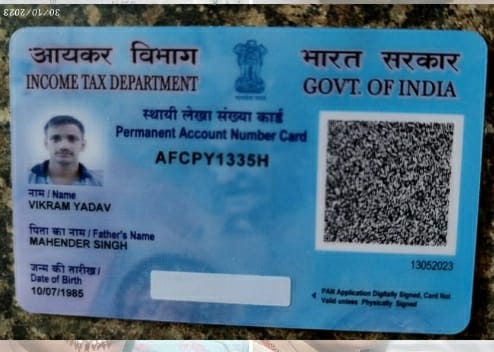 30/10/2023
आयकर विभाग
INCOME TAX DEPARTMENT
भारत सरकार
GOVT. OF INDIA
स्थायी लेखा संख्या कार्ड
Permanent Account Number Card
AFCPY1335H
नाम / Name
VIKRAM YADAV
पिता का नाम / Father's Name
MAHENDER SINGH
जन्म की तारीख /
Date of Birth
10/07/1985
13052023
PAN Application Digitally Signed, Card Not
Valid unless Physically Signed